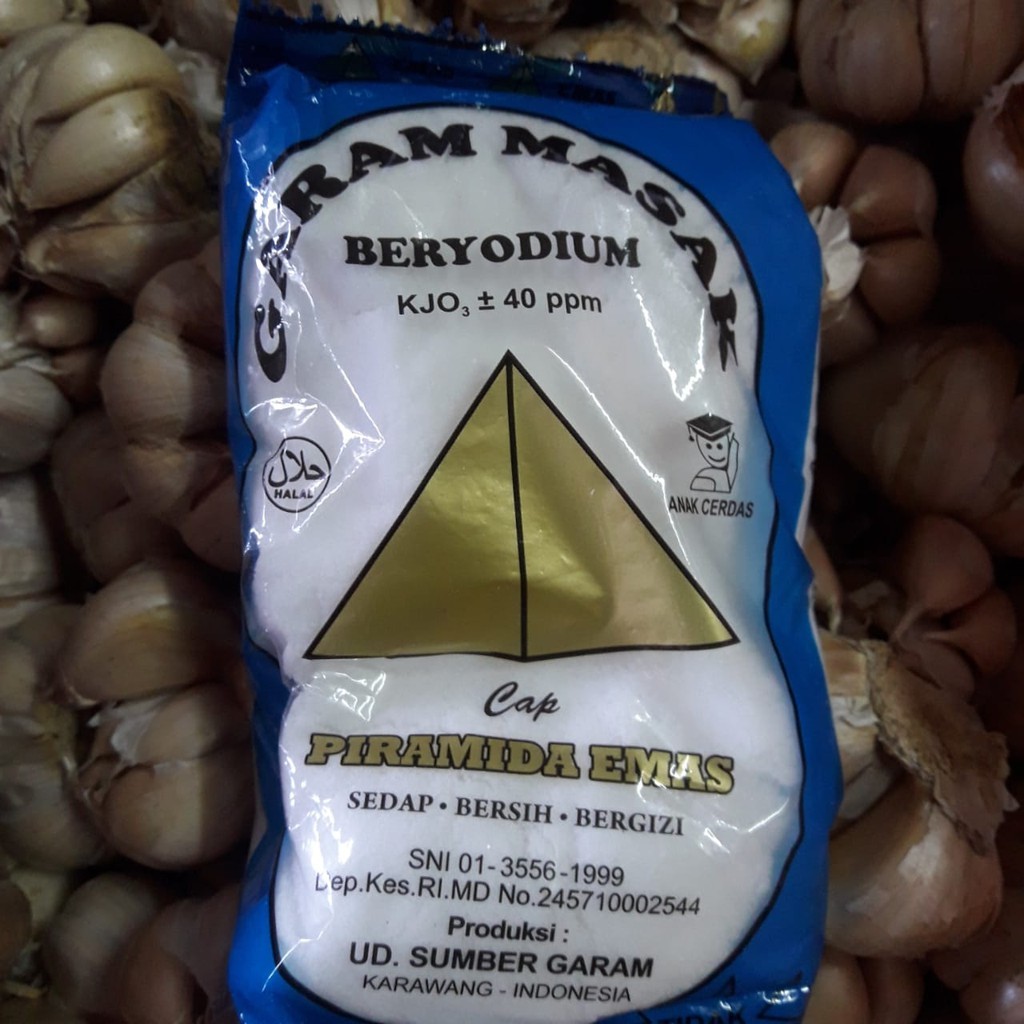 GARAM MASAK
BERYODIUM
KJO₃ ± 40 ppm
حلال
HALAL
ANAK CERDAS
Cap
PIRAMIDA EMAS
SEDAP • BERSIH • BERGIZI
SNI 01-3556-1999
Dep.Kes.RI.MD No.245710002544
Produksi :
UD. SUMBER GARAM
KARAWANG - INDONESIA